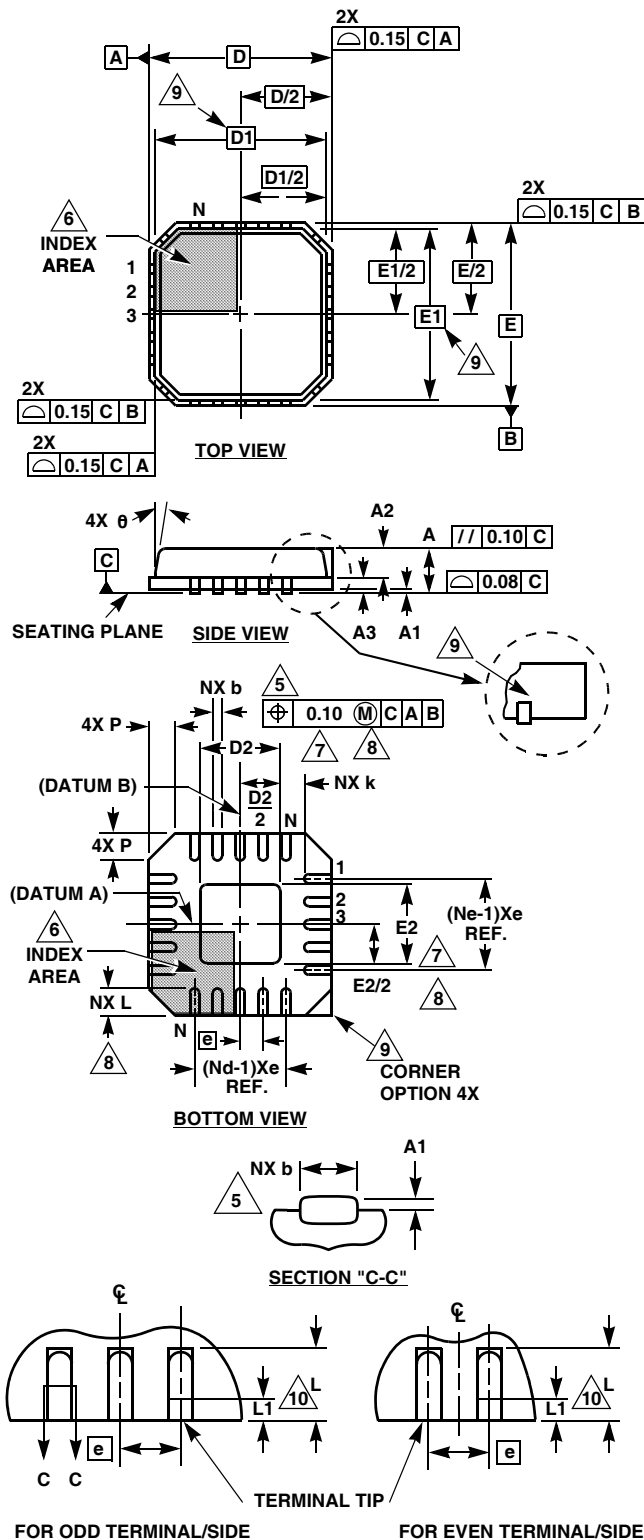 2X
⌓ 0.15 C A
A
D
D/2
9
D1
D1/2
2X
⌓ 0.15 C B
6
INDEX
AREA
N
1
2
3
E1/2
E/2
E1
E
9
2X
⌓ 0.15 C B
B
2X
⌓ 0.15 C A
TOP VIEW
4X θ
A2
A
// 0.10 C
C
⌓ 0.08 C
SEATING PLANE
SIDE VIEW
A3
A1
9
NX b
5
⌖ 0.10 Ⓜ C A B
4X P
D2
7
8
(DATUM B)
D2
2
NX k
N
4X P
1
(DATUM A)
2
3
(Ne-1)Xe
REF.
E2
6
INDEX
AREA
7
E2/2
8
NX L
N
e
8
(Nd-1)Xe
REF.
9
CORNER
OPTION 4X
BOTTOM VIEW
A1
NX b
5
SECTION "C-C"
℄
℄
10
L
L1
10
L
L1
e
e
C C
TERMINAL TIP
FOR ODD TERMINAL/SIDE
FOR EVEN TERMINAL/SIDE